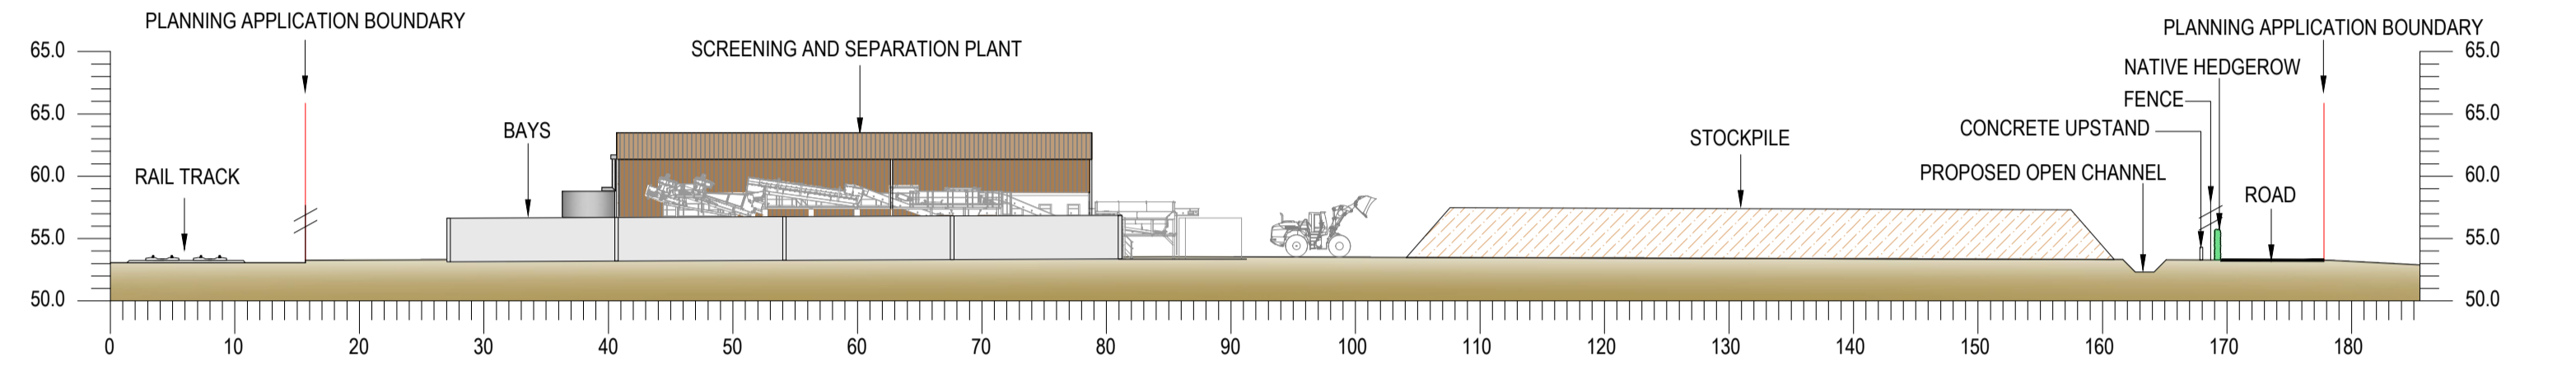 PLANNING APPLICATION BOUNDARY
PLANNING APPLICATION BOUNDARY
SCREENING AND SEPARATION PLANT
65.0
65.0
NATIVE HEDGEROW
FENCE
65.0
65.0
BAYS
CONCRETE UPSTAND
STOCKPILE
RAIL TRACK
60.0
PROPOSED OPEN CHANNEL
60.0
ROAD
55.0
55.0
50.0
50.0
0 10 20 30 40 50 60 70 80 90 100 110 120 130 140 150 160 170 180